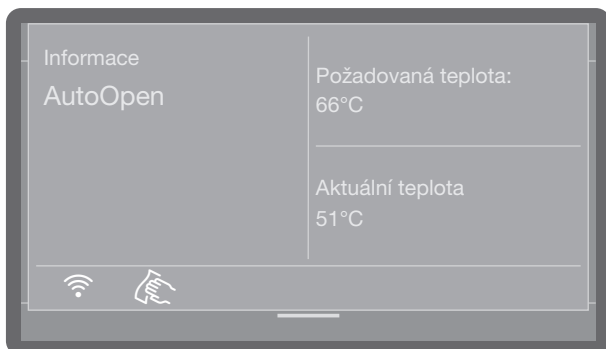 Informace
AutoOpen
Požadovaná teplota:
66°C
Aktuální teplota
51°C